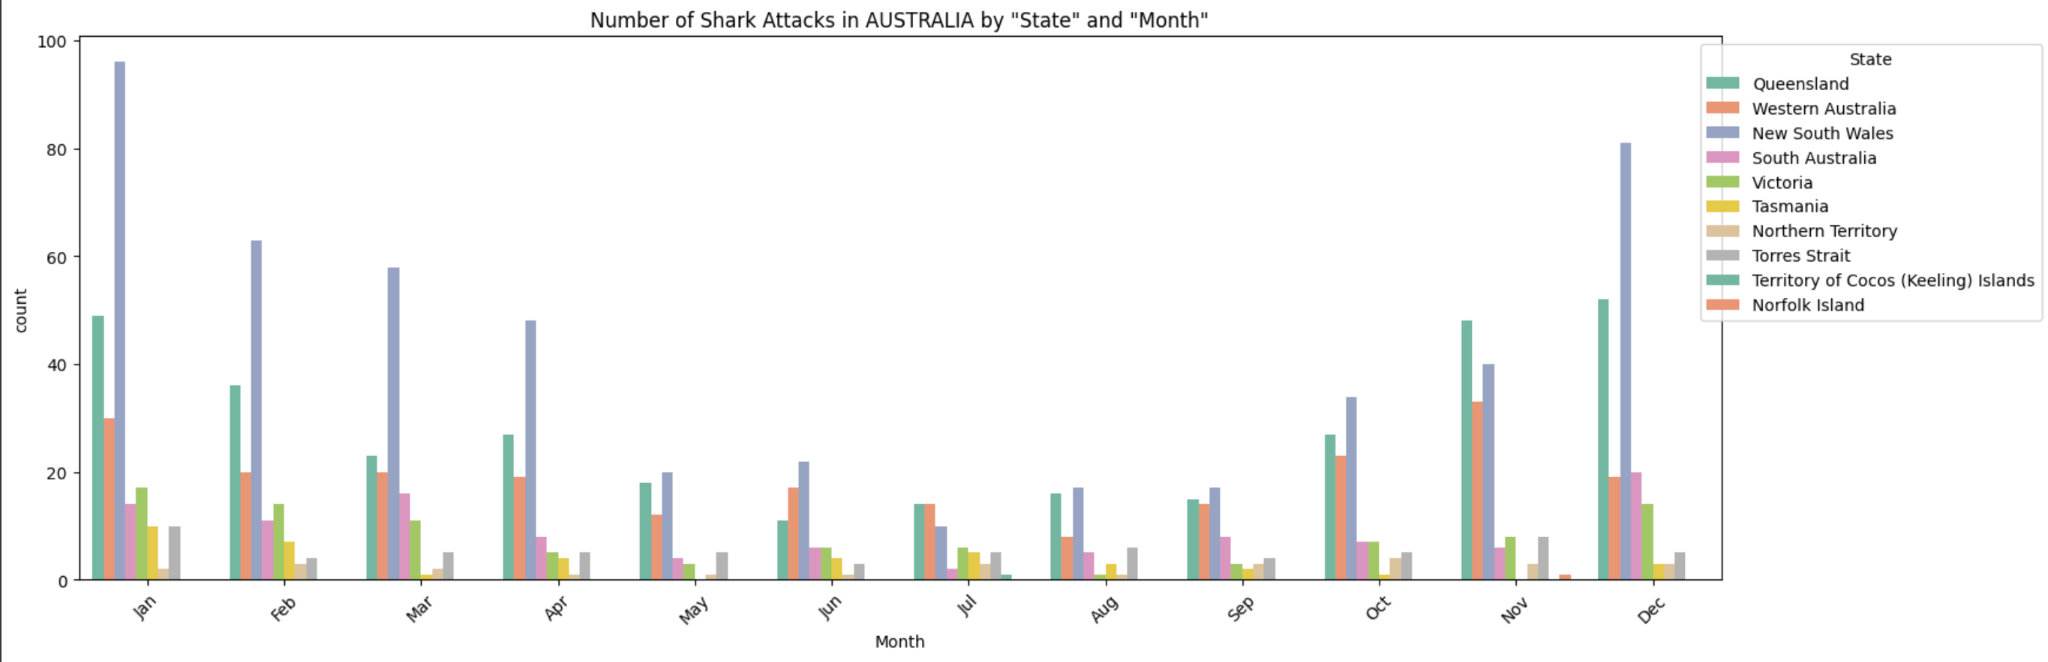 Number of Shark Attacks in AUSTRALIA by "State" and "Month"
100
80
60
40
20
0
count
Jan
Feb
Mar
Apr
May
Jun
Jul
Aug
Sep
Oct
Nov
Dec
Month
State
Queensland
Western Australia
New South Wales
South Australia
Victoria
Tasmania
Northern Territory
Torres Strait
Territory of Cocos (Keeling) Islands
Norfolk Island